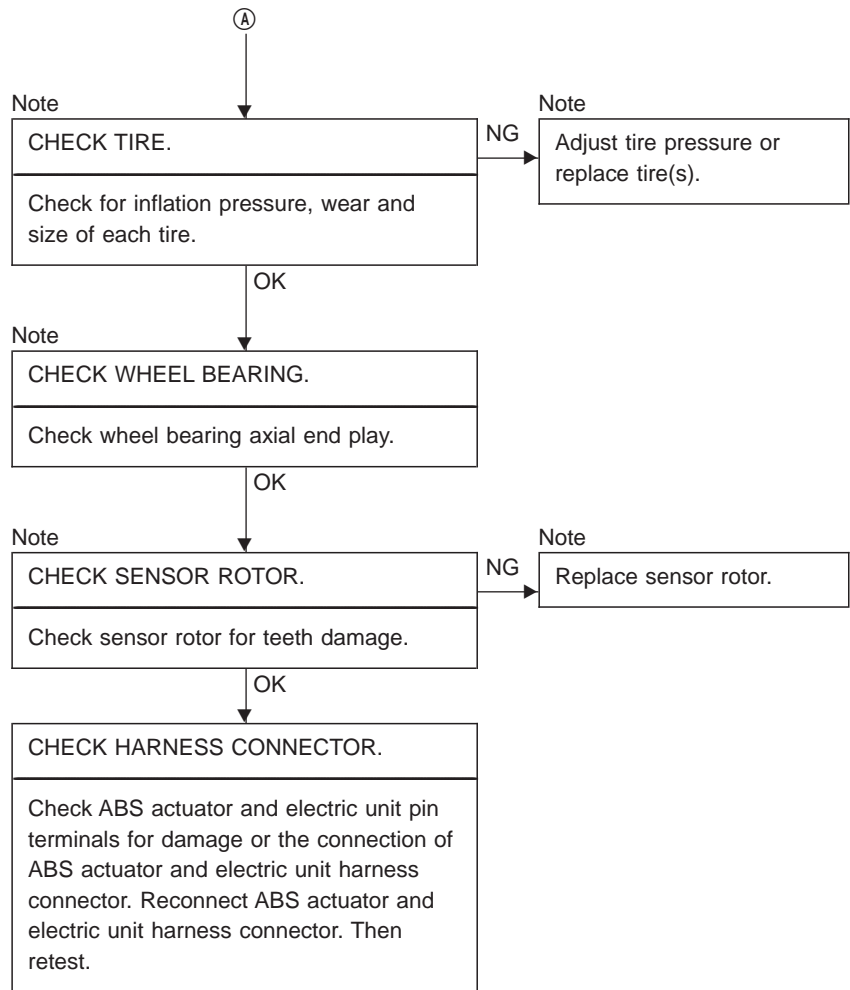 Ⓐ
Note
CHECK TIRE.
Check for inflation pressure, wear and
size of each tire.
NG
Note
Adjust tire pressure or
replace tire(s).
OK
Note
CHECK WHEEL BEARING.
Check wheel bearing axial end play.
OK
Note
CHECK SENSOR ROTOR.
Check sensor rotor for teeth damage.
NG
Note
Replace sensor rotor.
OK
CHECK HARNESS CONNECTOR.
Check ABS actuator and electric unit pin
terminals for damage or the connection of
ABS actuator and electric unit harness
connector. Reconnect ABS actuator and
electric unit harness connector. Then
retest.